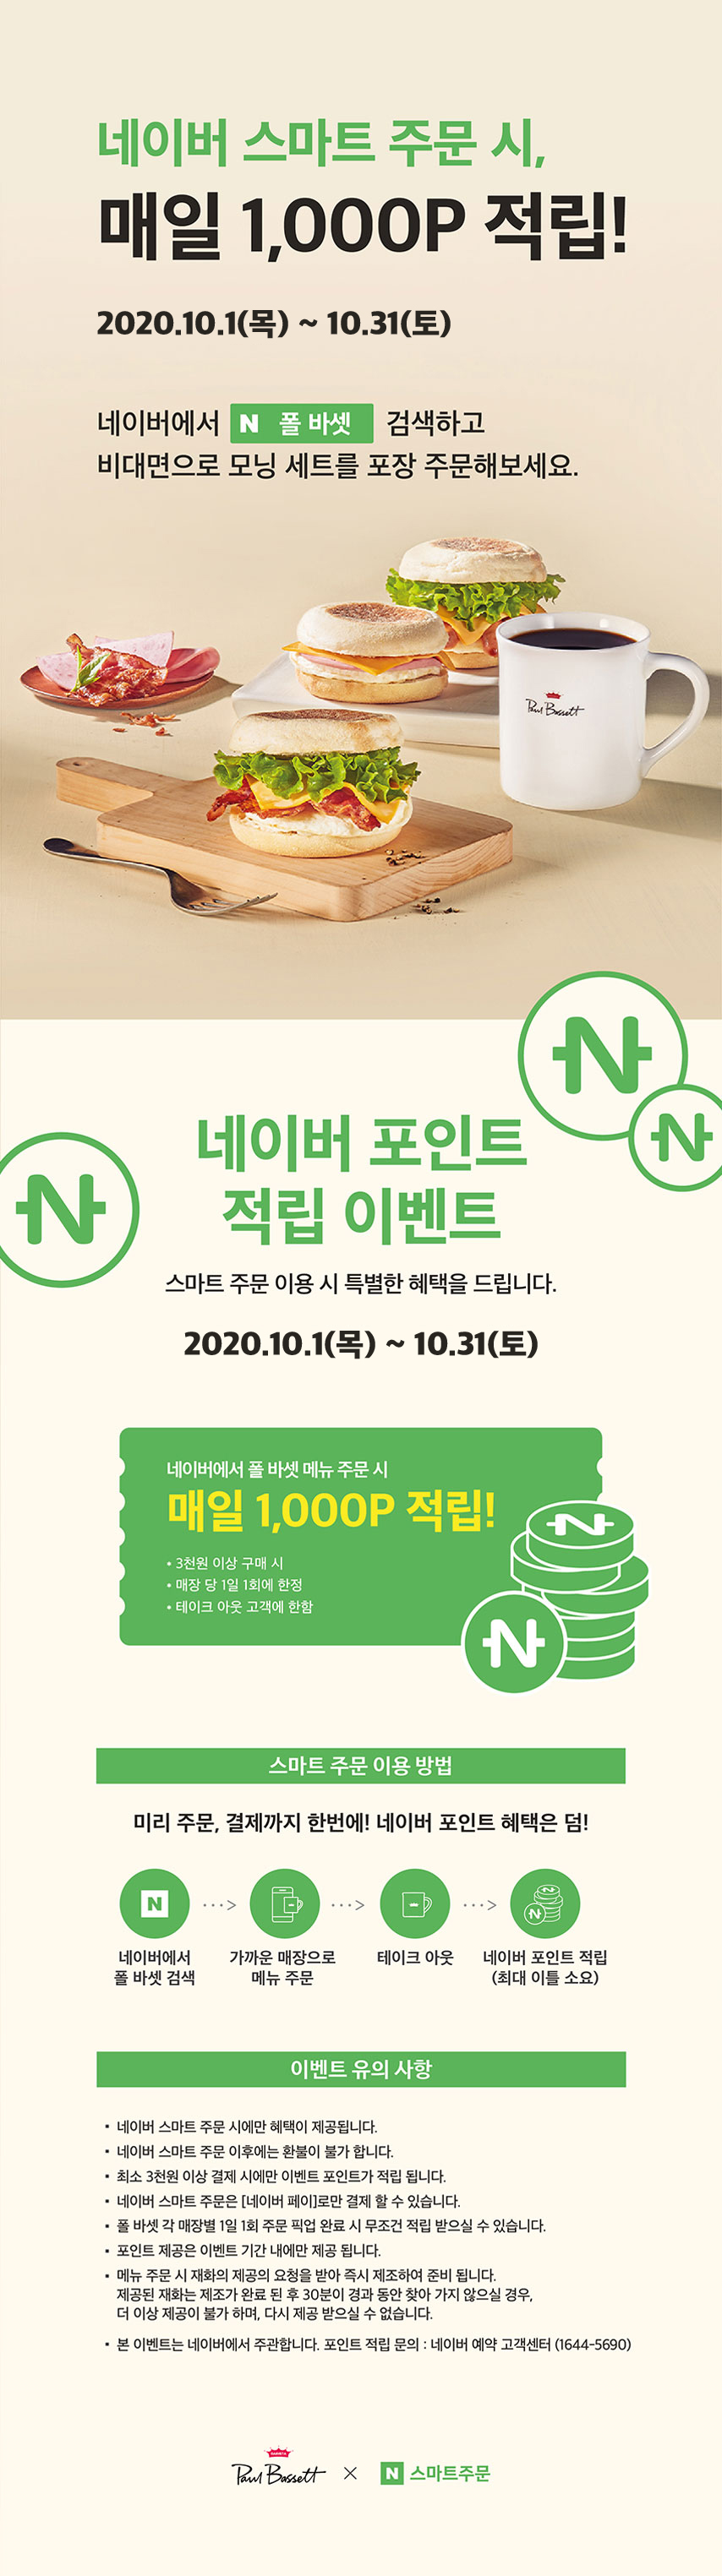 네이버 스마트 주문 시,
매일 1,000P 적립!
2020.10.1(목) ~ 10.31(토)
네이버에서 N 폴 바셋 검색하고
비대면으로 모닝 세트를 포장 주문해보세요.
Paul Bassett
N
N
N
네이버 포인트
적립 이벤트
스마트 주문 이용 시 특별한 혜택을 드립니다.
2020.10.1(목) ~ 10.31(토)
네이버에서 폴 바셋 메뉴 주문 시
매일 1,000P 적립!
• 3천원 이상 구매 시
• 매장 당 1일 1회에 한정
• 테이크 아웃 고객에 한함
N
N
스마트 주문 이용 방법
미리 주문, 결제까지 한번에! 네이버 포인트 혜택은 덤!
N
N
네이버에서 가까운 매장으로 테이크 아웃 네이버 포인트 적립
폴 바셋 검색 메뉴 주문 (최대 이틀 소요)
이벤트 유의 사항
• 네이버 스마트 주문 시에만 혜택이 제공됩니다.
• 네이버 스마트 주문 이후에는 환불이 불가 합니다.
• 최소 3천원 이상 결제 시에만 이벤트 포인트가 적립 됩니다.
• 네이버 스마트 주문은 [네이버 페이]로만 결제 할 수 있습니다.
• 폴 바셋 각 매장별 1일 1회 주문 픽업 완료 시 무조건 적립 받으실 수 있습니다.
• 포인트 제공은 이벤트 기간 내에만 제공 됩니다.
• 메뉴 주문 시 재화의 제공의 요청을 받아 즉시 제조하여 준비 됩니다.
제공된 재화는 제조가 완료 된 후 30분이 경과 동안 찾아 가지 않으실 경우,
더 이상 제공이 불가 하며, 다시 제공 받으실 수 없습니다.
• 본 이벤트는 네이버에서 주관합니다. 포인트 적립 문의 : 네이버 예약 고객센터 (1644-5690)
Paul Bassett × N 스마트주문